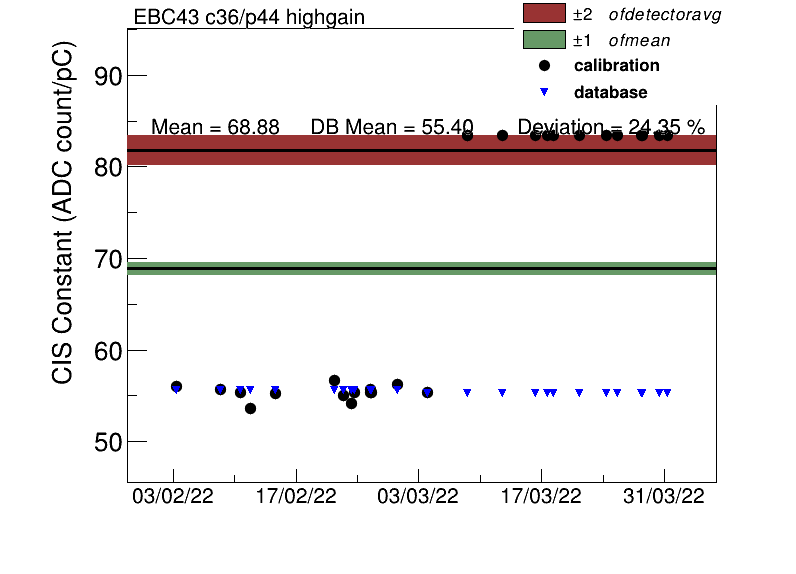 EBC43 c36/p44 highgain
±2 ofdetectoravg
±1 ofmean
calibration
database
Mean = 68.88 DB Mean = 55.40 Deviation = 24.35 %
CIS Constant (ADC count/pC)
90
80
70
60
50
03/02/22 17/02/22 03/03/22 17/03/22 31/03/22